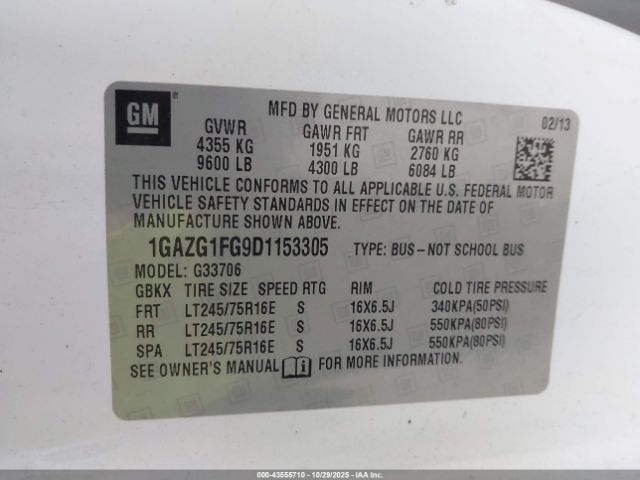 GM®
MFD BY GENERAL MOTORS LLC
02/13
GVWR GAWR FRT GAWR RR
4355 KG 1951 KG 2760 KG
9600 LB 4300 LB 6084 LB
THIS VEHICLE CONFORMS TO ALL APPLICABLE U.S. FEDERAL MOTOR
VEHICLE SAFETY STANDARDS IN EFFECT ON THE DATE OF
MANUFACTURE SHOWN ABOVE.
1GAZG1FG9D1153305 TYPE: BUS-NOT SCHOOL BUS
MODEL: G33706
GBKX TIRE SIZE SPEED RTG RIM COLD TIRE PRESSURE
FRT LT245/75R16E S 16X6.5J 340KPA(50PSI)
RR LT245/75R16E S 16X6.5J 550KPA(80PSI)
SPA LT245/75R16E S 16X6.5J 550KPA(80PSI)
SEE OWNER'S MANUAL FOR MORE INFORMATION.
000-43555710 - 10/29/2025 - IAAI.COM